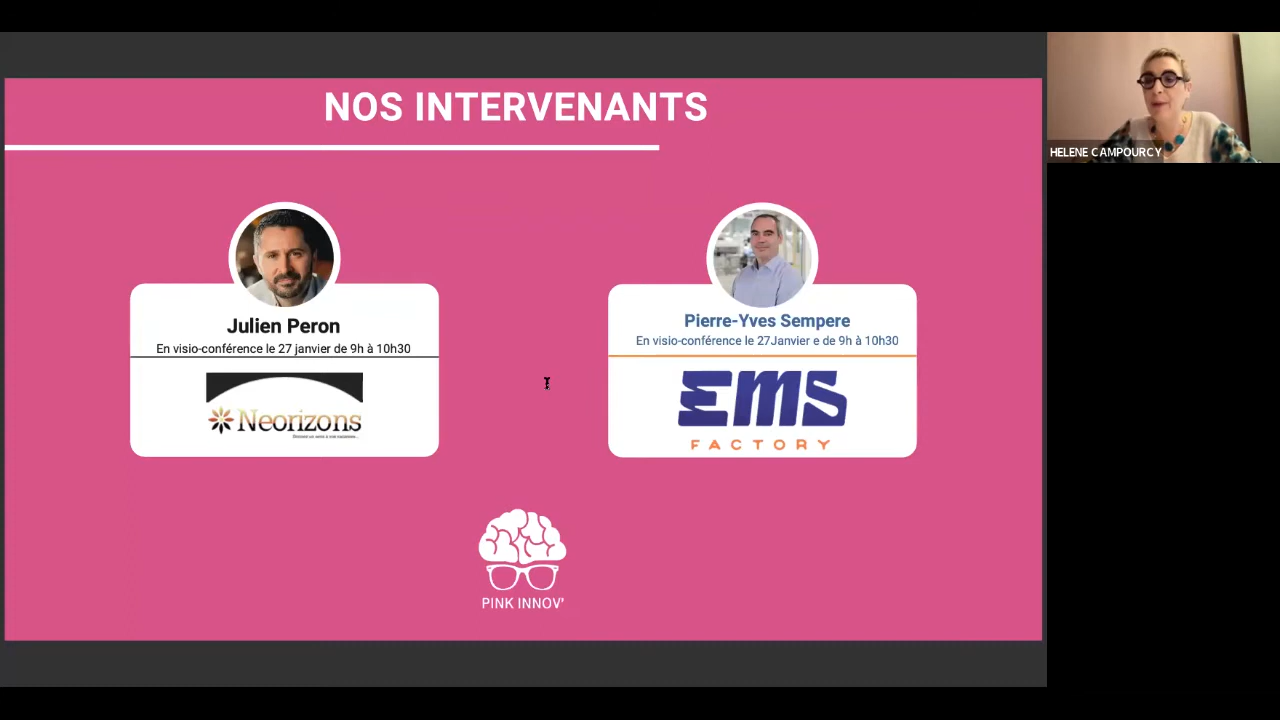 NOS INTERVENANTS
HELENE CAMPOURCY
Julien Peron
En visio-conférence le 27 janvier de 9h à 10h30
Neorizons
Pierre-Yves Sempere
En visio-conférence le 27Janvier e de 9h à 10h30
EMS
FACTORY
PINK INNOV'